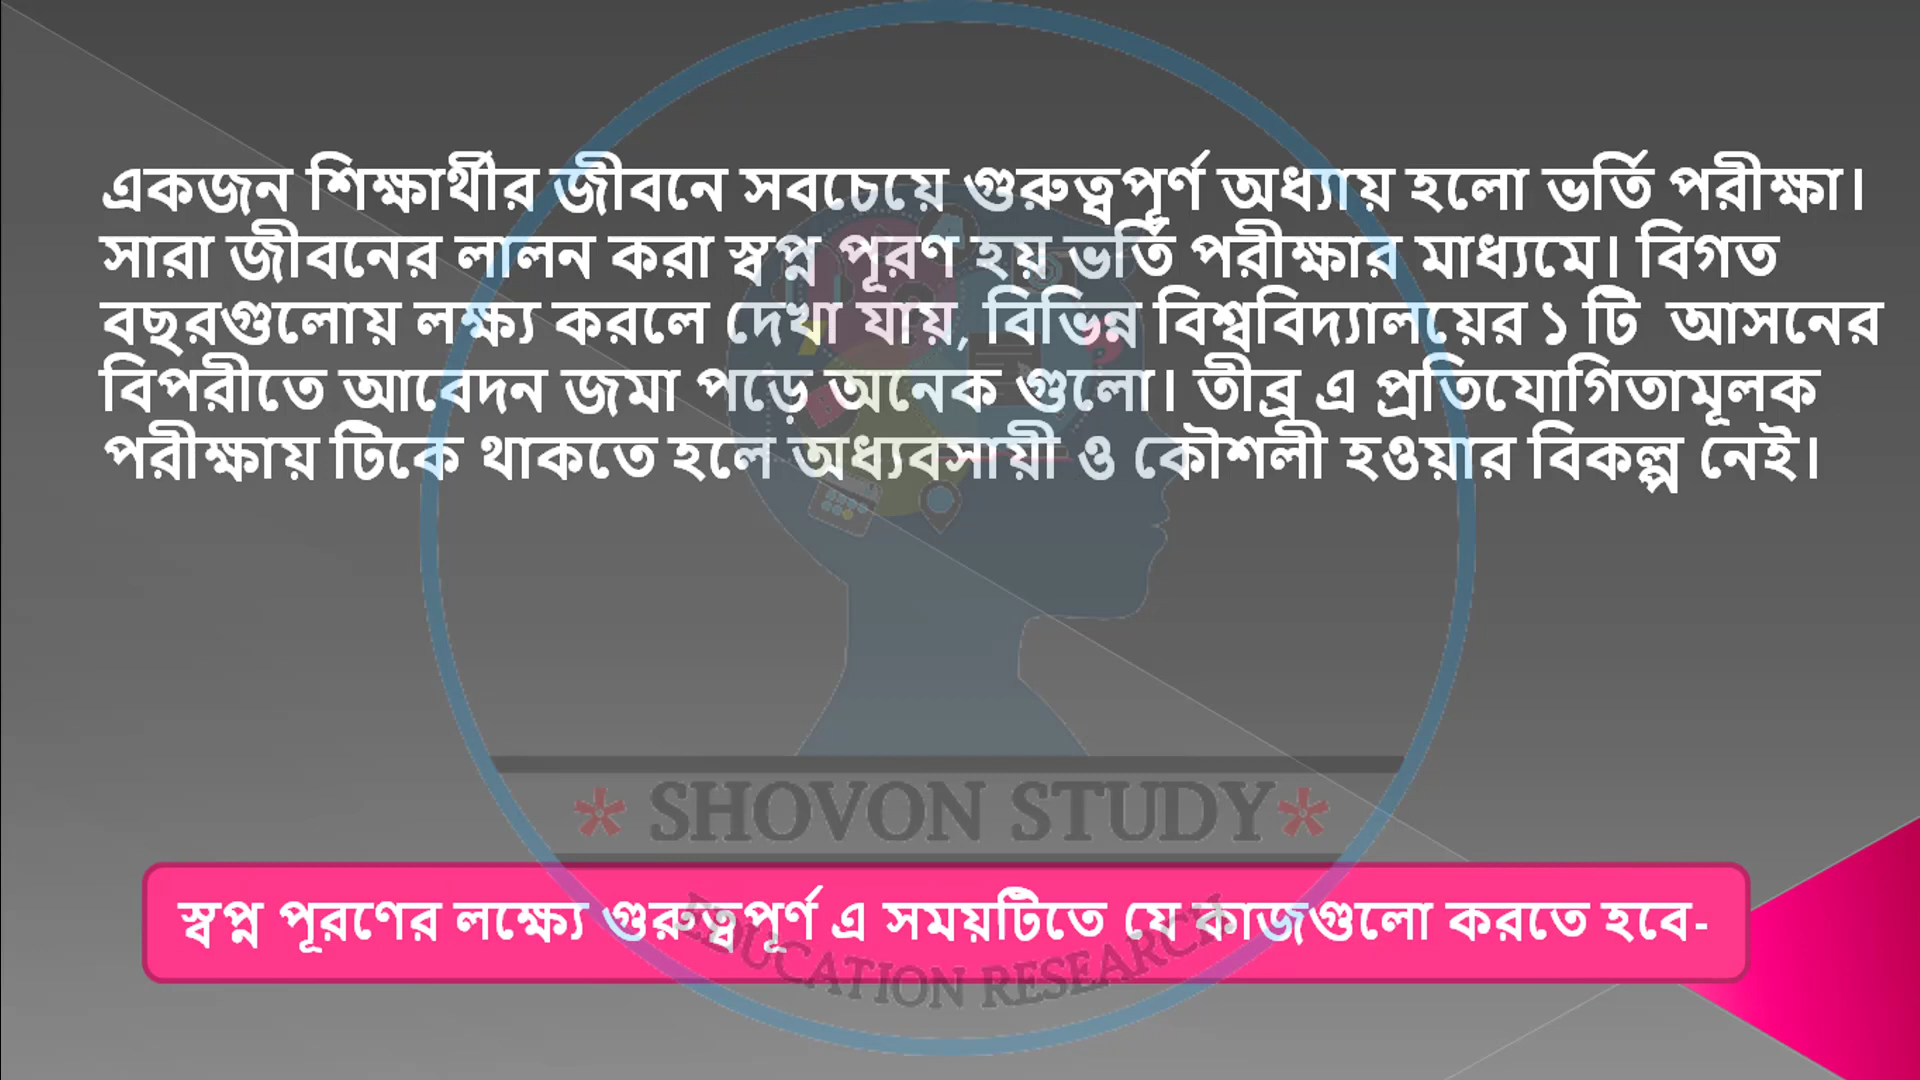 একজন শিক্ষার্থীর জীবনে সবচেয়ে গুরুত্বপূর্ণ অধ্যায় হলো ভর্তি পরীক্ষা।
সারা জীবনের লালন করা স্বপ্ন পূরণ হয় ভর্তি পরীক্ষার মাধ্যমে। বিগত
বছরগুলোয় লক্ষ্য করলে দেখা যায়, বিভিন্ন বিশ্ববিদ্যালয়ের ১ টি আসনের
বিপরীতে আবেদন জমা পড়ে অনেক গুলো। তীব্র এ প্রতিযোগিতামূলক
পরীক্ষায় টিকে থাকতে হলে অধ্যবসায়ী ও কৌশলী হওয়ার বিকল্প নেই।
* SHOVON STUDY*
স্বপ্ন পূরণের লক্ষ্যে গুরুত্বপূর্ণ এ সময়টিতে যে কাজগুলো করতে হবে-
EDUCATION RESEARCH